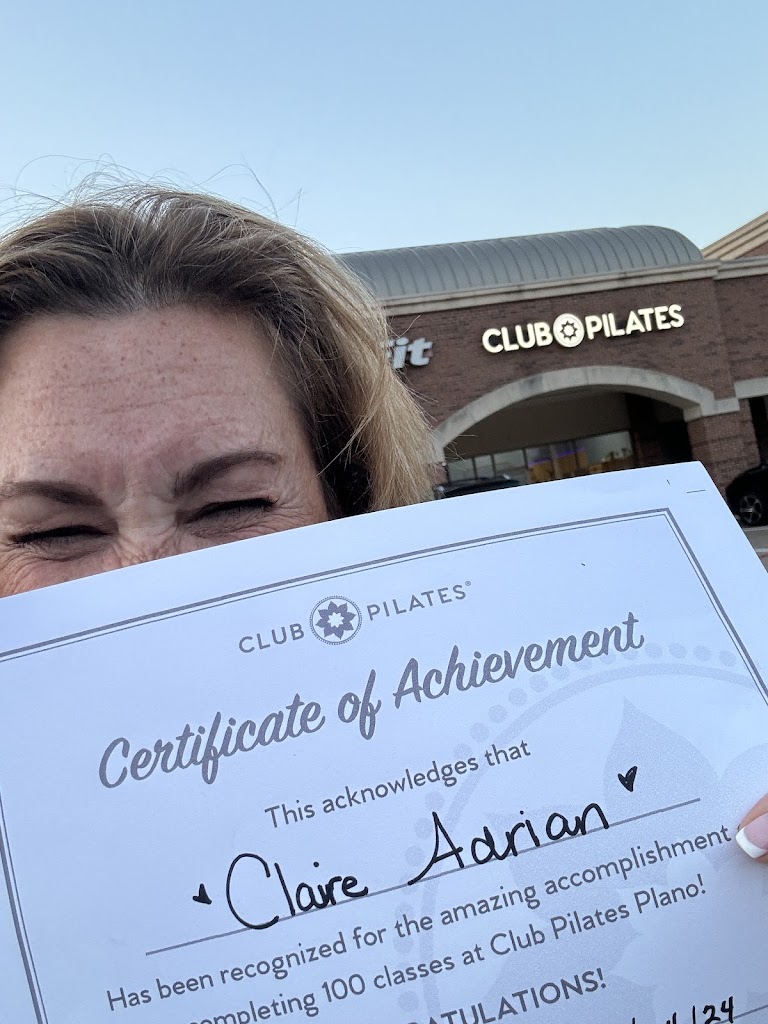 it
CLUB PILATES
CLUB PILATES®
Certificate of Achievement
This acknowledges that
Claire Adrian
Has been recognized for the amazing accomplishment
completing 100 classes at Club Pilates Plano!